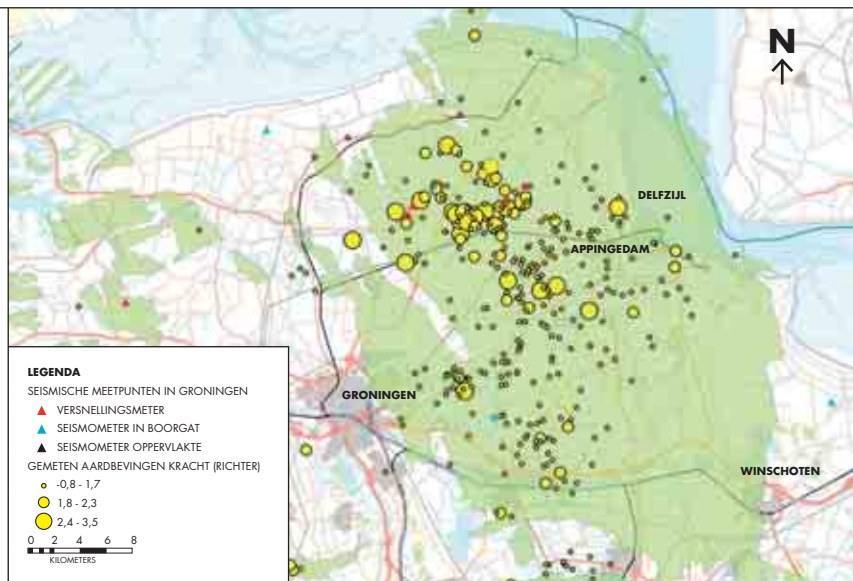 N
DELFZIJL
APPINGEDAM
GRONINGEN
WINSCHOTEN
LEGENDA
SEISMISCHE MEETPUNTEN IN GRONINGEN
VERSNELLINGSMETER
SEISMOMETER IN BOORGAT
SEISMOMETER OPPERVLAKTE
GEMETEN AARDBEVINGEN KRACHT (RICHTER)
-0,8 - 1,7
1,8 - 2,3
2,4 - 3,5
0 2 4 6 8
KILOMETERS